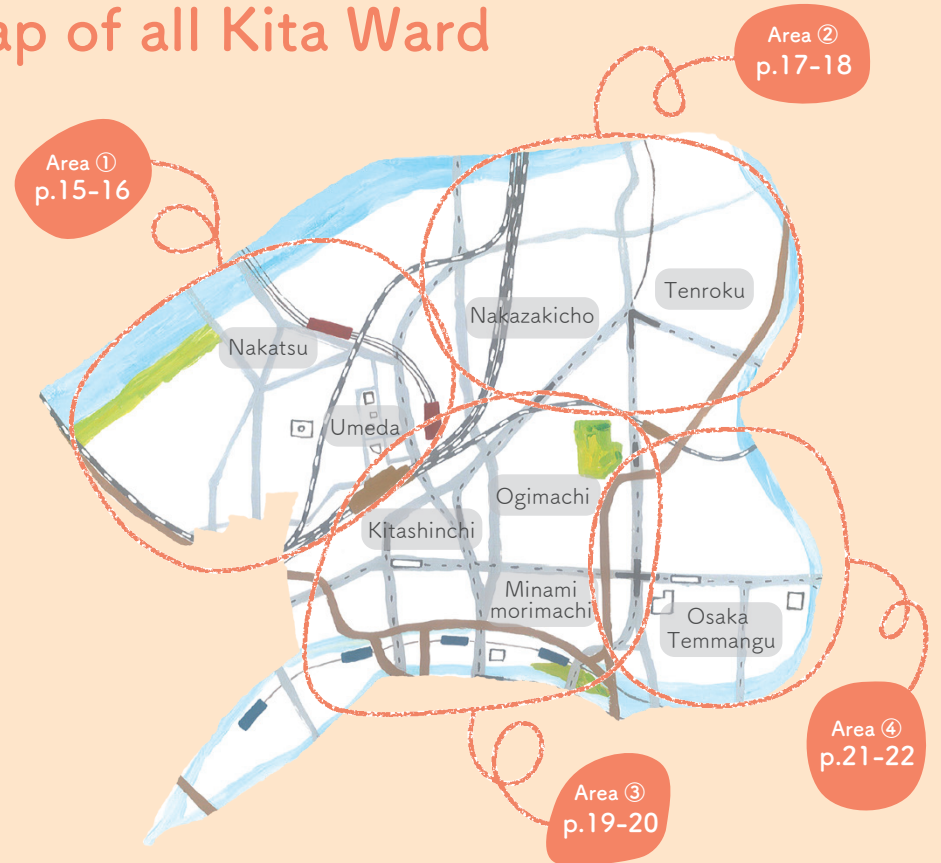 ap of all Kita Ward
Area ②
p.17-18
Area ①
p.15-16
Tenroku
Nakazakicho
Nakatsu
Umeda
Ogimachi
Kitashinchi
Minami
morimachi
Osaka
Temmangu
Area ④
p.21-22
Area ③
p.19-20